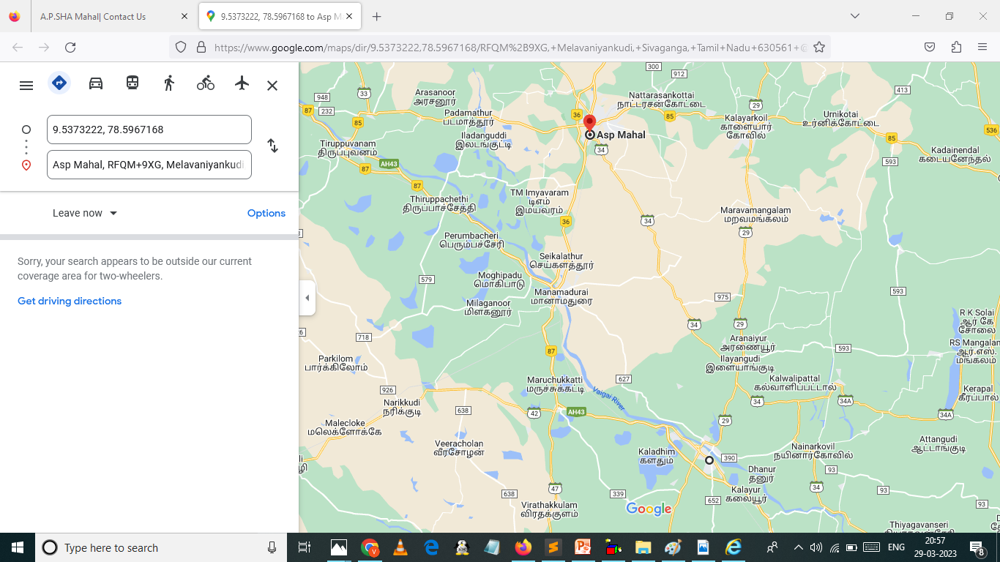 A.P.SHA Mahal| Contact Us
9.5373222, 78.5967168 to Asp M
https://www.google.com/maps/dir/9.5373222,78.5967168/RFQM%2B9XG,+Melavaniyankudi,+Sivaganga,+Tamil+Nadu+630561+@
9.5373222, 78.5967168
Asp Mahal, RFQM+9XG, Melavaniyankudi
Leave now
Options
Sorry, your search appears to be outside our current
coverage area for two-wheelers.
Get driving directions
300
912
948
33
Arasanoor
அரசனூர்
Nattarasankottai
நாட்டரசன்கோட்டை
413
87
232
85
Padamathur
படமாத்தூர்
36
85
29
Kalayarkoil
காளையார்
கோவில்
Urnikotai
உர்னிக்கோட்டை
536
Asp Mahal
Iladanguddi
இலடங்குட்டி
34
85
Tiruppuvanam
திருப்புவனம்
Kadainendal
கடையனேந்தல்
87
AH43
593
87
TM Imyavaram
டிஎம்
இமயவரம்
Thiruppachethi
திருப்பாச்சேத்தி
36
34
Maravamangalam
மறவமங்கலம்
29
Perumbacheri
பெரும்பச்சேரி
Seikalathur
செய்களத்தூர்
579
Moghipadu
மொகிபாடு
593
Manamadurai
மானாமதுரை
975
Milaganoor
மிளகனூர்
34
29
R K Solai
ஆர் கே
சோலை
26
718
Aranaiyur
அரணையூர்
593
RS Mangalam
ஆர்.எஸ்.
மங்கலம்
87
Parkilom
பார்க்கிலோம்
Ilayangudi
இளையாங்குடி
Maruchukkatti
மருச்சுக்கட்டி
627
Kalwalipattal
கல்வாளிப்பட்டால்
926
Vaigai River
Kerapal
கீரப்பால்
Narikkudi
நரிக்குடி
638
42
AH43
34
34A
34A
29
Malecloke
மலெக்ளோக்கே
Veeracholan
வீரசோழன்
Kaladhim
களதும்
Nainarkovil
நயினார்கோவில்
Attangudi
ஆட்டாங்குடி
390
Dhanur
தனுர்
93
47
Kalayur
கலையூர்
34
93
638
339
652
93
Virathakkulam
விரதக்குளம்
Google
Thiyagavanseri
Type here to search
ENG
20:57
29-03-2023
8